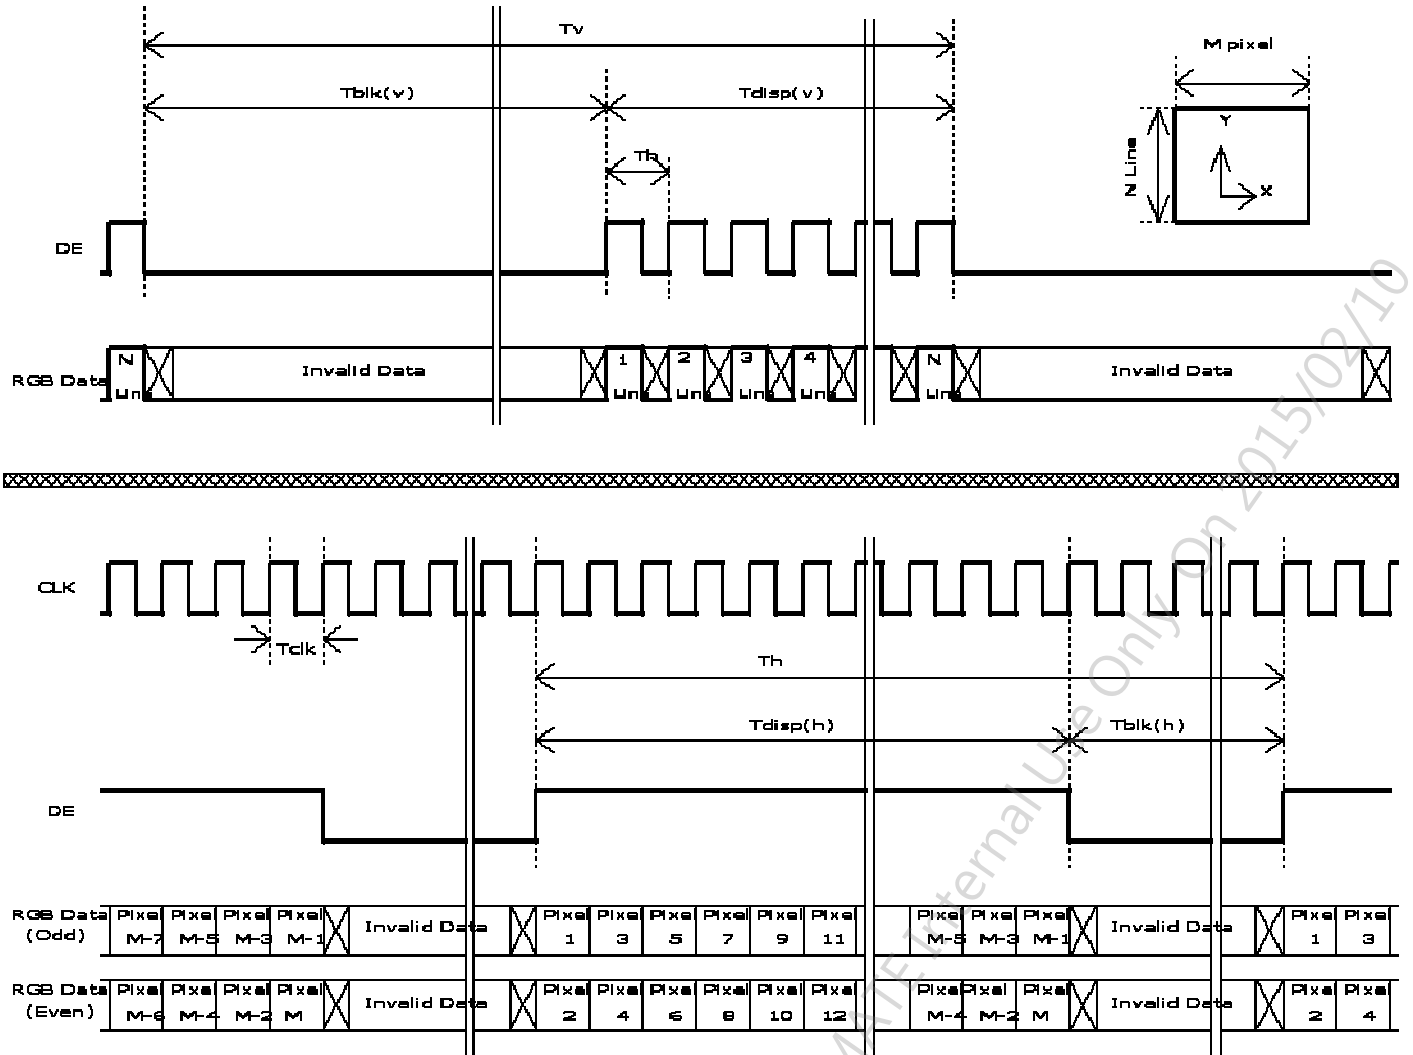 Tv
M pixel
Tblk(v)
Tdisp(v)
Y
N Line
Th
X
DE
N
1
2
3
4
N
RGB Data
Invalid Data
Invalid Data
Line
Line
Line
Line
Line
Line
CLK
Tclk
Th
Tdisp(h)
Tblk(h)
DE
RGB Data Pixel Pixel Pixel Pixel Pixel Pixel Pixel Pixel Pixel Pixel Pixel Pixel Pixel Pixel Pixel
(Odd) M-7 M-5 M-3 M-1 Invalid Data 1 3 5 7 9 11 M-5 M-3 M-1 Invalid Data 1 3
RGB Data Pixel Pixel Pixel Pixel Pixel Pixel Pixel Pixel Pixel Pixel Pixel Pixel Pixel Pixel Pixel
(Even) M-6 M-4 M-2 M Invalid Data 2 4 6 8 10 12 M-4 M-2 M Invalid Data 2 4
MATE Internal Use Only On 2015/02/10